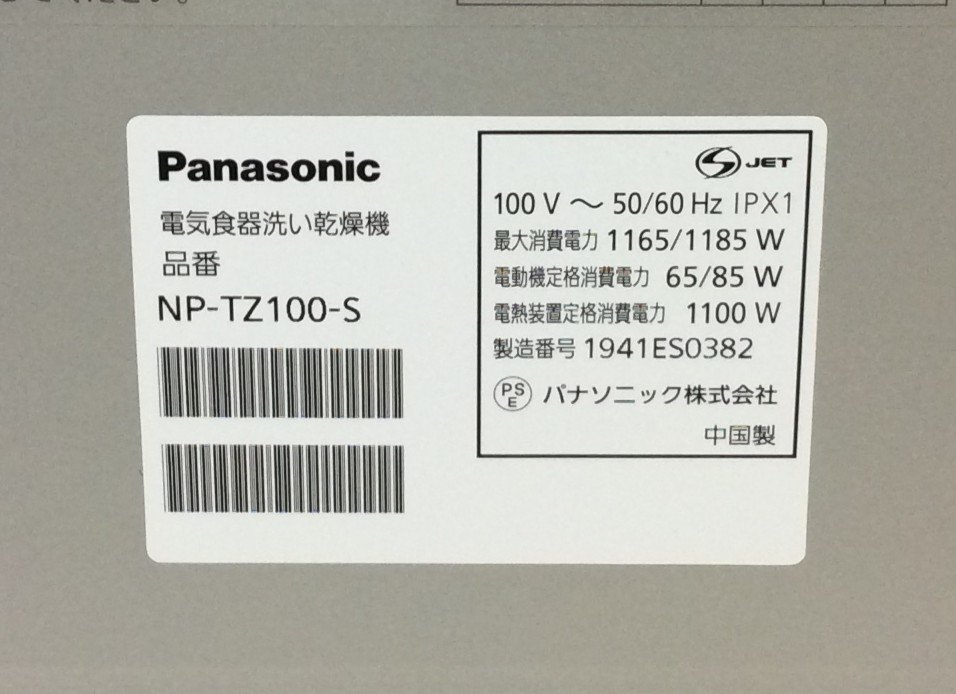 Panasonic
電気食器洗い乾燥機
品番
NP-TZ100-S
S JET
100 V ～ 50/60 Hz IPX1
最大消費電力 1165/1185 W
電動機定格消費電力 65/85 W
電熱装置定格消費電力 1100 W
製造番号 1941ES0382
PS
E パナソニック株式会社
中国製